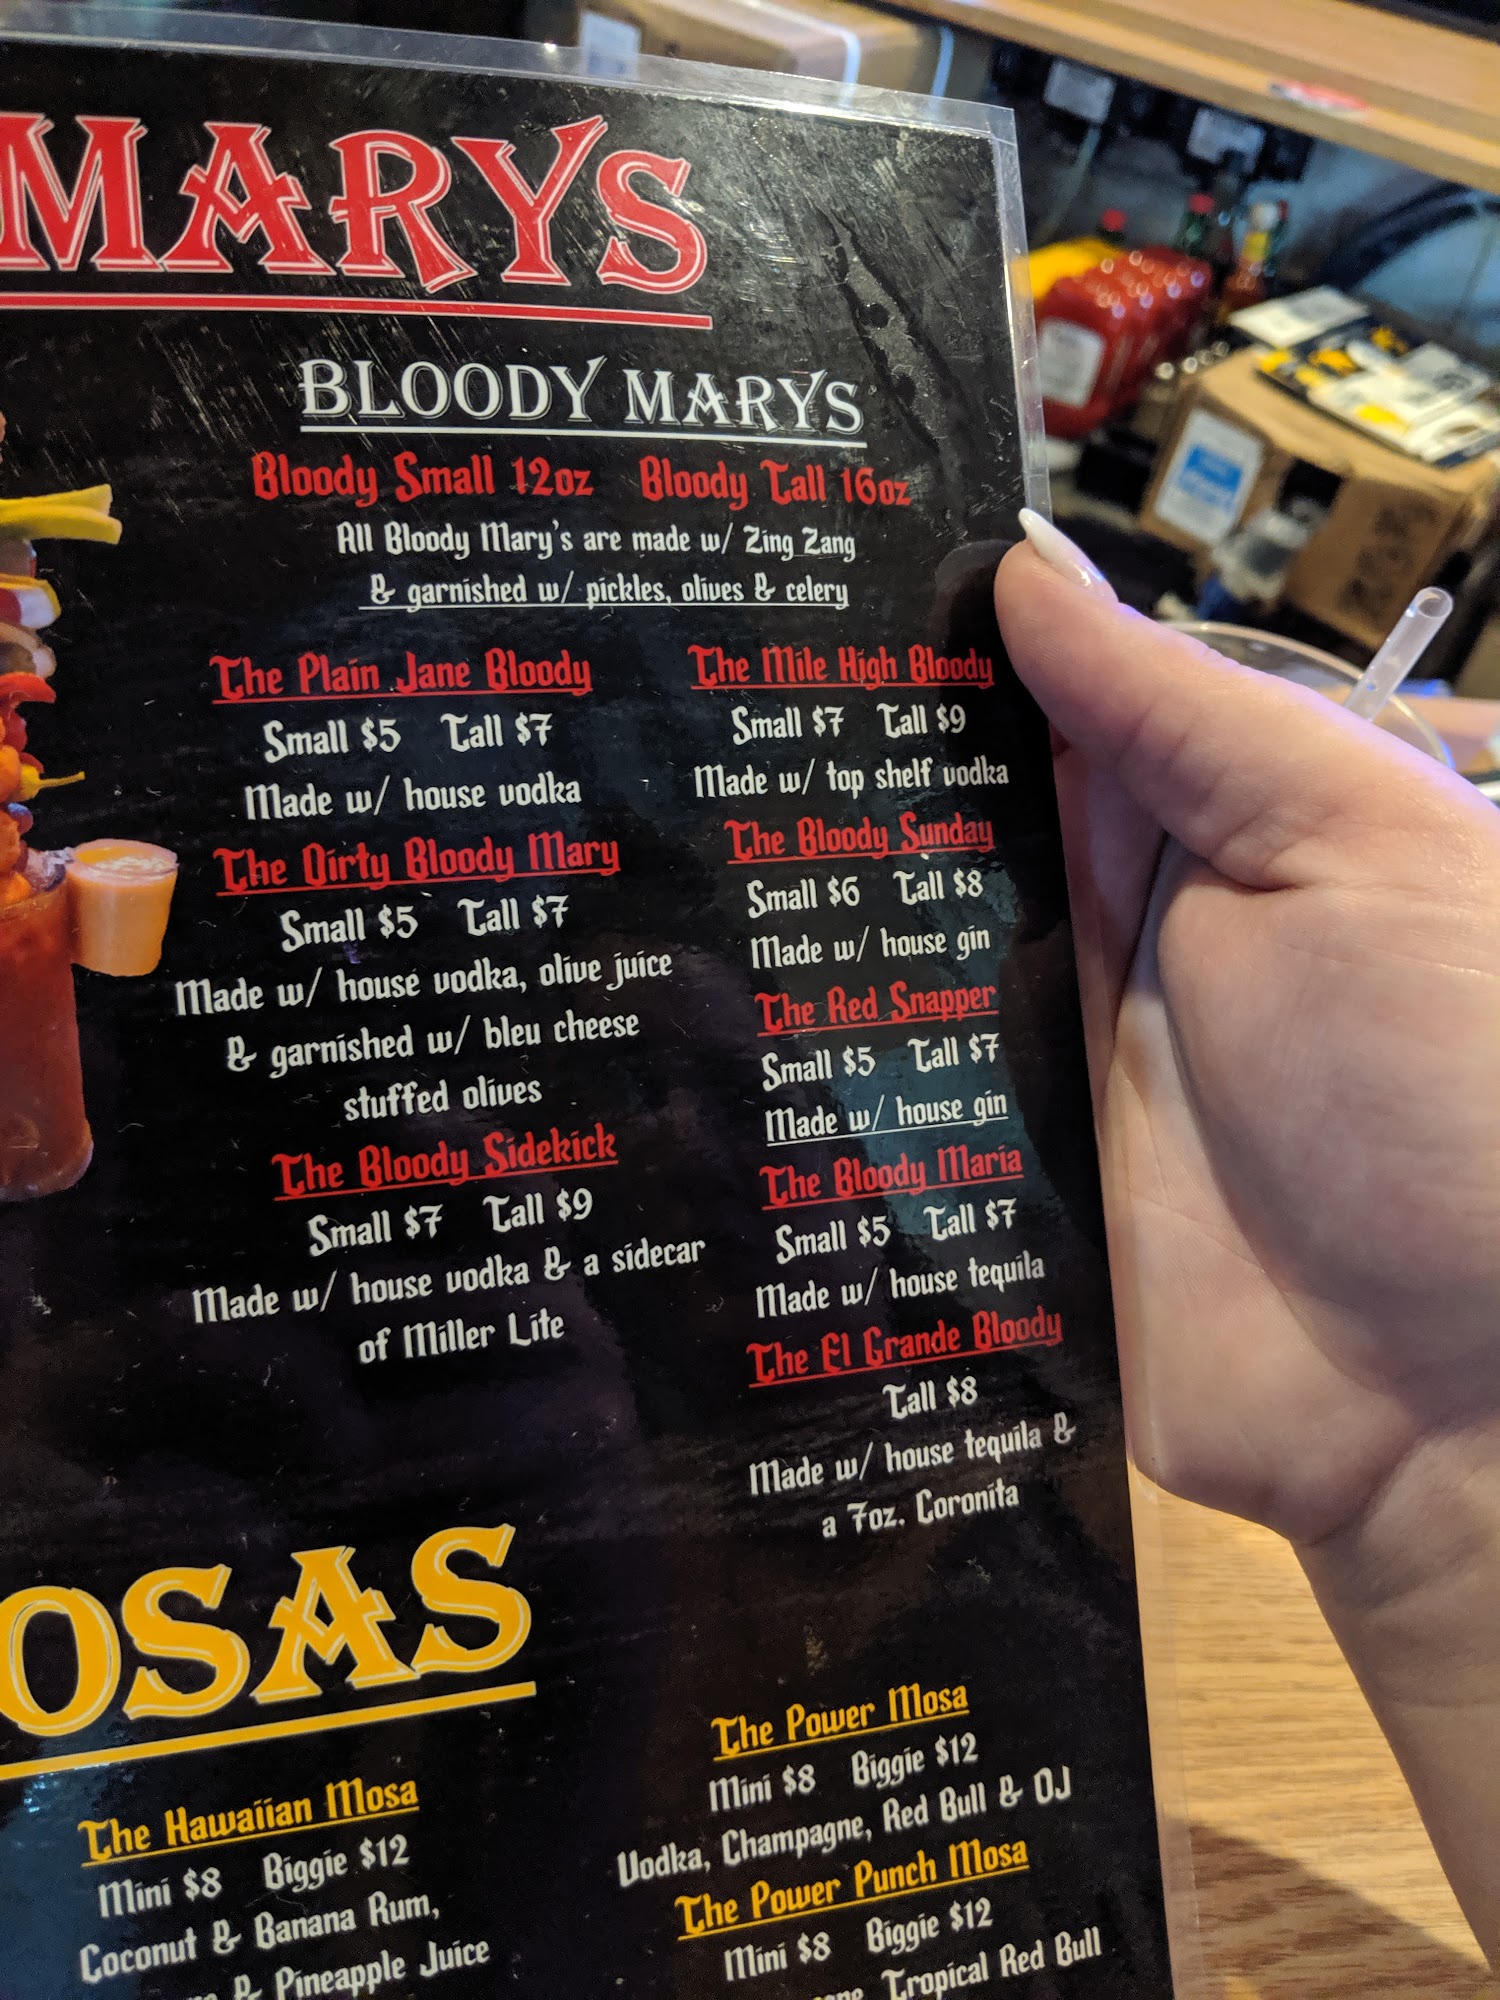 MARYS
BLOODY MARYS
Bloody Small 12oz Bloody Tall 16oz
All Bloody Mary's are made w/ Zing Zang
& garnished w/ pickles, olives & celery
The Plain Jane Bloody
Small $5 Tall $7
Made w/ house vodka
The Dirty Bloody Mary
Small $5 Tall $7
Made w/ house vodka, olive juice
& garnished w/ bleu cheese
stuffed olives
The Bloody Sidekick
Small $7 Tall $9
Made w/ house vodka & a sidecar
of Miller Lite
The Mile High Bloody
Small $7 Tall $9
Made w/ top shelf vodka
The Bloody Sunday
Small $6 Tall $8
Made w/ house gin
The Red Snapper
Small $5 Tall $7
Made w/ house gin
The Bloody Maria
Small $5 Tall $7
Made w/ house tequila
The El Grande Bloody
Tall $8
Made w/ house tequila &
a 7oz. Coronita
OSAS
The Hawaiian Mosa
Mini $8 Biggie $12
Coconut & Banana Rum,
& Pineapple Juice
The Power Mosa
Mini $8 Biggie $12
Vodka, Champagne, Red Bull & OJ
The Power Punch Mosa
Mini $8 Biggie $12
Tropical Red Bull